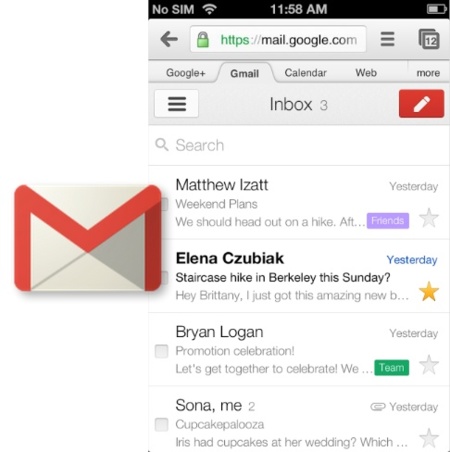 No SIM 11:58 AM
https://mail.google.com 12
Google+ Gmail Calendar Web more
Inbox 3
Search
Matthew Izatt Yesterday
Weekend Plans
We should head out on a hike. Aft... Friends
Elena Czubiak Yesterday
Staircase hike in Berkeley this Sunday?
Hey Brittany, I just got this amazing new b...
Bryan Logan Yesterday
Promotion celebration!
Let's get together to celebrate! We ... Team
Sona, me 2 Yesterday
Cupcakepalooza
Iris had cupcakes at her wedding? Which ...